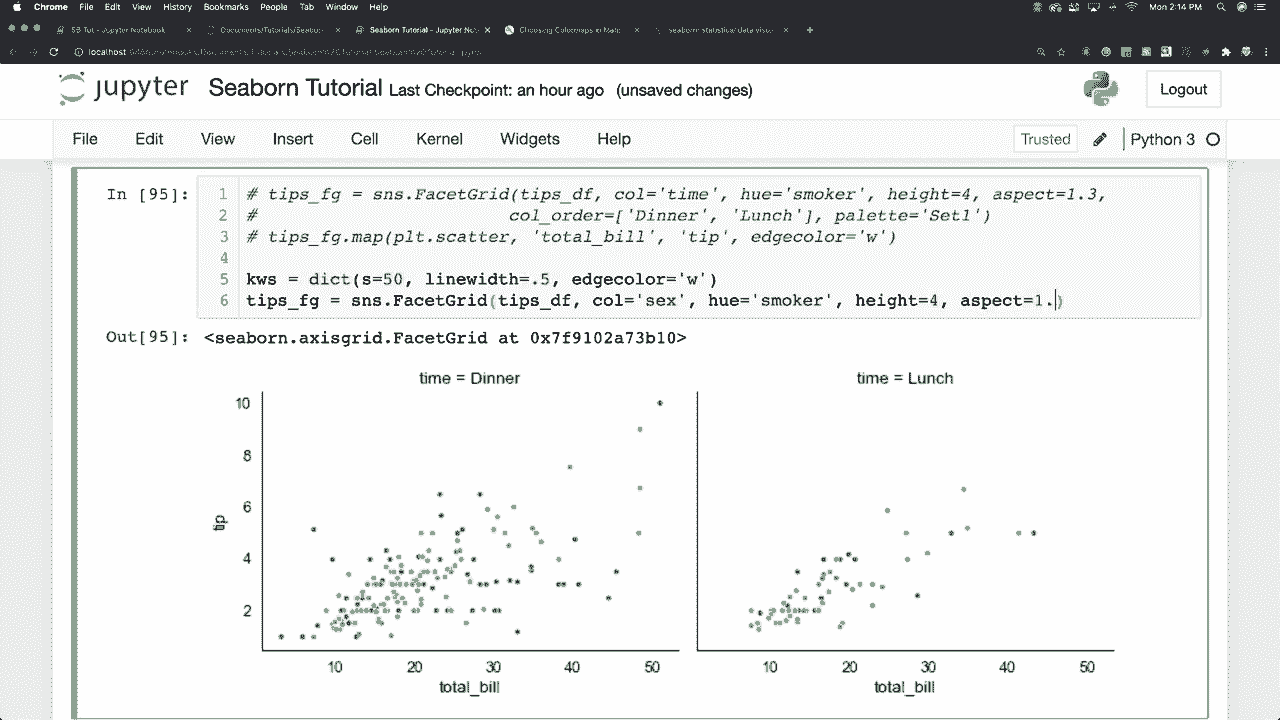 Chrome File Edit View History Bookmarks People Tab Window Help Mon 2:14 PM
SB Tut - Jupyter Notebook Documents/Tutorials/Seabor Seaborn Tutorial - Jupyter No Choosing Colormaps in Matp seaborn: statistical data visua
localhost
jupyter Seaborn Tutorial Last Checkpoint: an hour ago (unsaved changes) Logout
File Edit View Insert Cell Kernel Widgets Help Trusted Python 3
In [95]: 1 # tips_fg = sns.FacetGrid(tips_df, col='time', hue='smoker', height=4, aspect=1.3,
2 # col_order=['Dinner', 'Lunch'], palette='Set1')
3 # tips_fg.map(plt.scatter, 'total_bill', 'tip', edgecolor='w')
4
5 kws = dict(s=50, linewidth=.5, edgecolor='w')
6 tips_fg = sns.FacetGrid(tips_df, col='sex', hue='smoker', height=4, aspect=1.)
Out[95]: <seaborn.axisgrid.FacetGrid at 0x7f9102a73b10>
time = Dinner time = Lunch
10
8
6
tip
4
2
10 20 30 40 50 10 20 30 40 50
total_bill total_bill